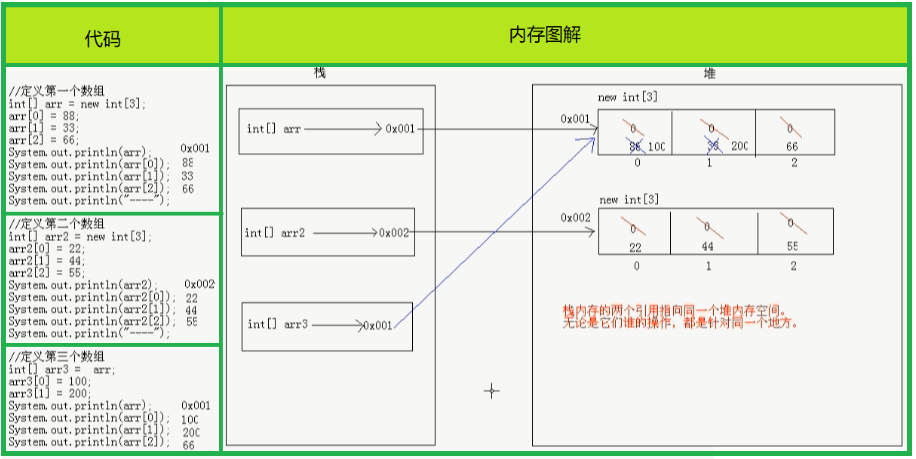 代码
内存图解
//定义第一个数组
int[] arr = new int[3];
arr[0] = 88;
arr[1] = 33;
arr[2] = 66;
System.out.println(arr); 0x001
System.out.println(arr[0]); 88
System.out.println(arr[1]); 33
System.out.println(arr[2]); 66
System.out.println("----");
//定义第二个数组
int[] arr2 = new int[3];
arr2[0] = 22;
arr2[1] = 44;
arr2[2] = 55;
System.out.println(arr2); 0x002
System.out.println(arr2[0]); 22
System.out.println(arr2[1]); 44
System.out.println(arr2[2]); 55
System.out.println("----");
//定义第三个数组
int[] arr3 = arr;
arr3[0] = 100;
arr3[1] = 200;
System.out.println(arr); 0x001
System.out.println(arr[0]); 100
System.out.println(arr[1]); 200
System.out.println(arr[2]); 66
栈
int[] arr 0x001
int[] arr2 0x002
int[] arr3 0x001
堆
new int[3]
0x001
0 0 0
88 100 33 200 66
0 1 2
new int[3]
0x002
0 0 0
22 44 55
0 1 2
栈内存的两个引用指向同一个堆内存空间。
无论是它们谁的操作，都是针对同一个地方。